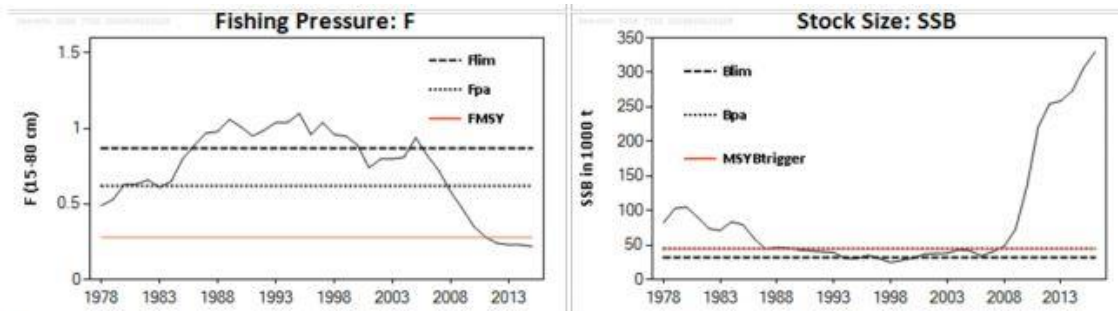 Fishing Pressure: F
1.5
1
0.5
0
F (15-80 cm)
Flim
Fpa
FMSY
1978
1983
1988
1993
1998
2003
2008
2013
Stock Size: SSB
350
300
250
200
150
100
50
0
SSB in 1000 t
Blim
Bpa
MSYBtrigger
1978
1983
1988
1993
1998
2003
2008
2013